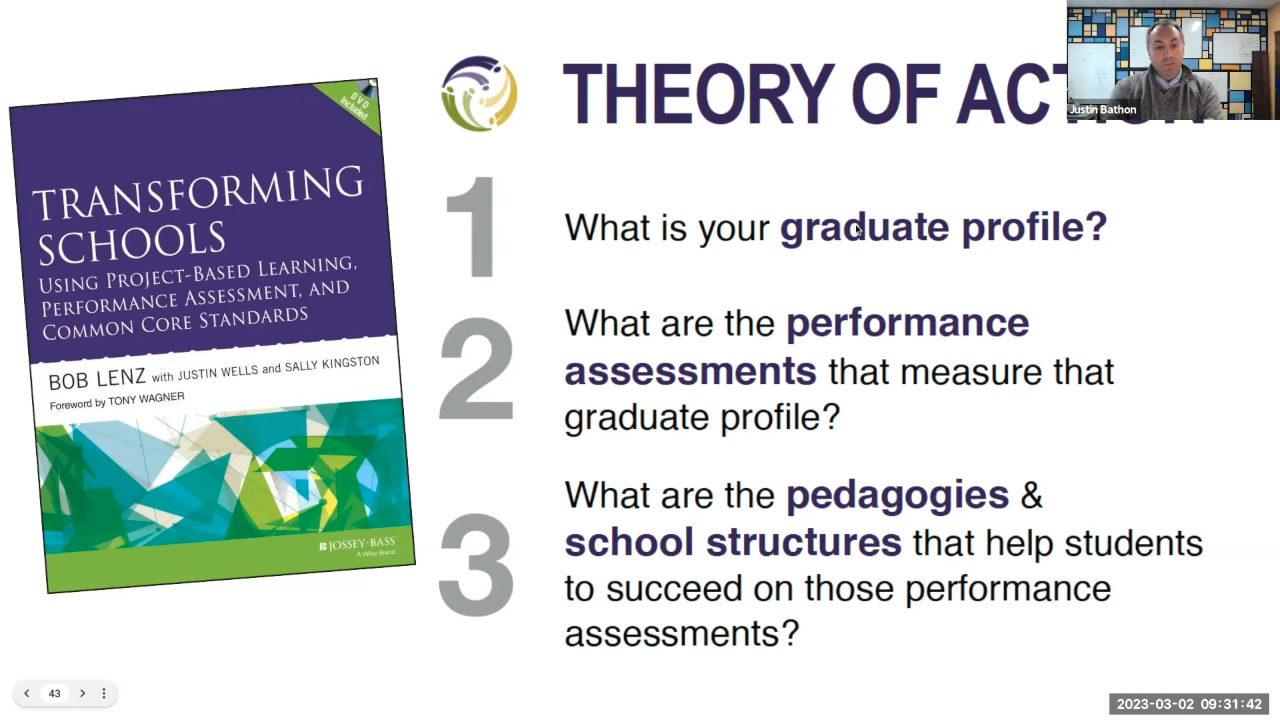 DVD
Included
TRANSFORMING
SCHOOLS
USING PROJECT-BASED LEARNING,
PERFORMANCE ASSESSMENT, AND
COMMON CORE STANDARDS
BOB LENZ with JUSTIN WELLS and SALLY KINGSTON
Foreword by TONY WAGNER
JOSSEY-BASS
A Wiley Brand
THEORY OF ACTION
Justin Bathon
1
What is your graduate profile?
2
What are the performance
assessments that measure that
graduate profile?
3
What are the pedagogies &
school structures that help students
to succeed on those performance
assessments?
43
2023-03-02 09:31:42